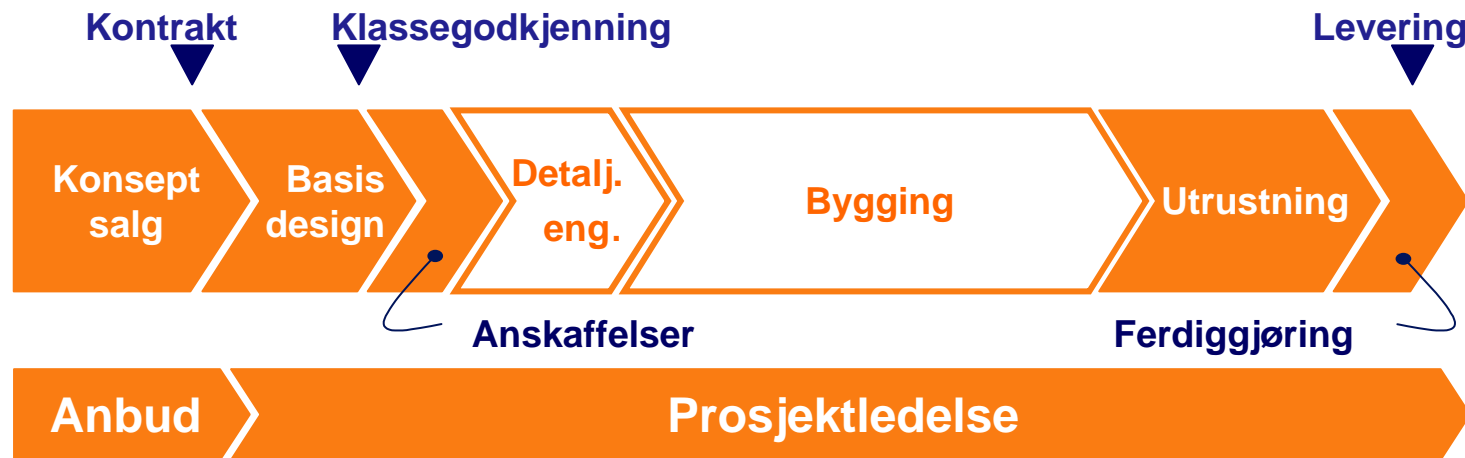 Kontrakt
Klassegodkjenning
Levering
Konsept
salg
Basis
design
Detalj.
eng.
Bygging
Utrustning
Anskaffelser
Ferdiggjøring
Anbud
Prosjektledelse